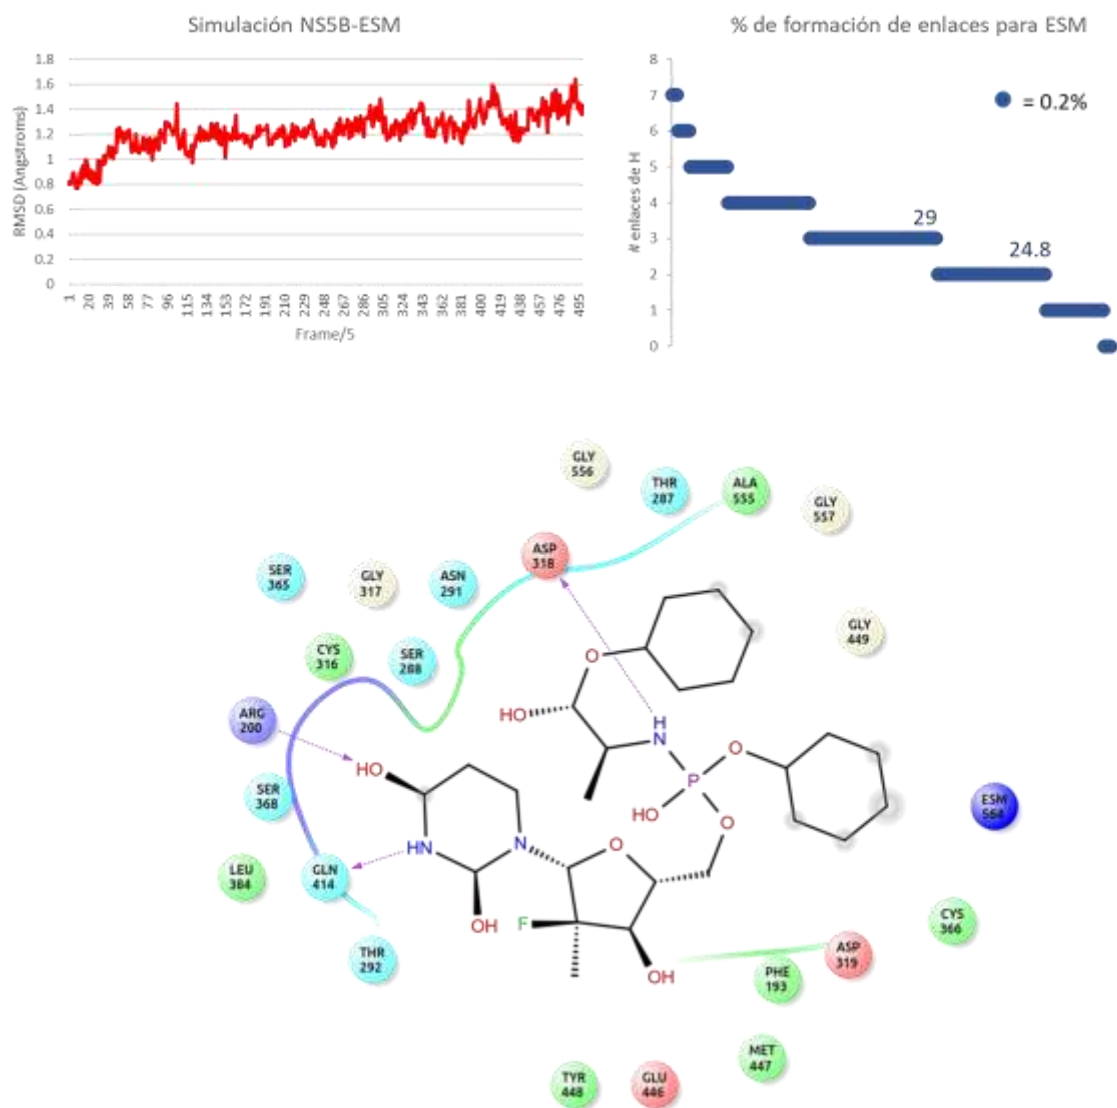 Simulación NS5B-ESM
1.8
1.6
1.4
1.2
1
0.8
0.6
0.4
0.2
0
RMSD (Angstroms)
1 20 39 58 77 96 115 134 153 172 191 210 229 248 267 286 305 324 343 362 381 400 419 438 457 476 495
Frame/5
% de formación de enlaces para ESM
8
7
6
5
4
3
2
1
0
# enlaces de H
= 0.2%
29
24.8
GLY
556
THR
287
ALA
555
GLY
557
ASP
318
SER
365
GLY
317
ASN
291
GLY
449
CYS
316
SER
288
O
HO
H
N
ARG
200
HO
O
P
HO
O
SER
368
ESM
564
NH
N
O
LEU
384
GLN
414
OH
F
CYS
366
THR
292
OH
ASP
319
PHE
193
MET
447
TYR
448
GLU
446